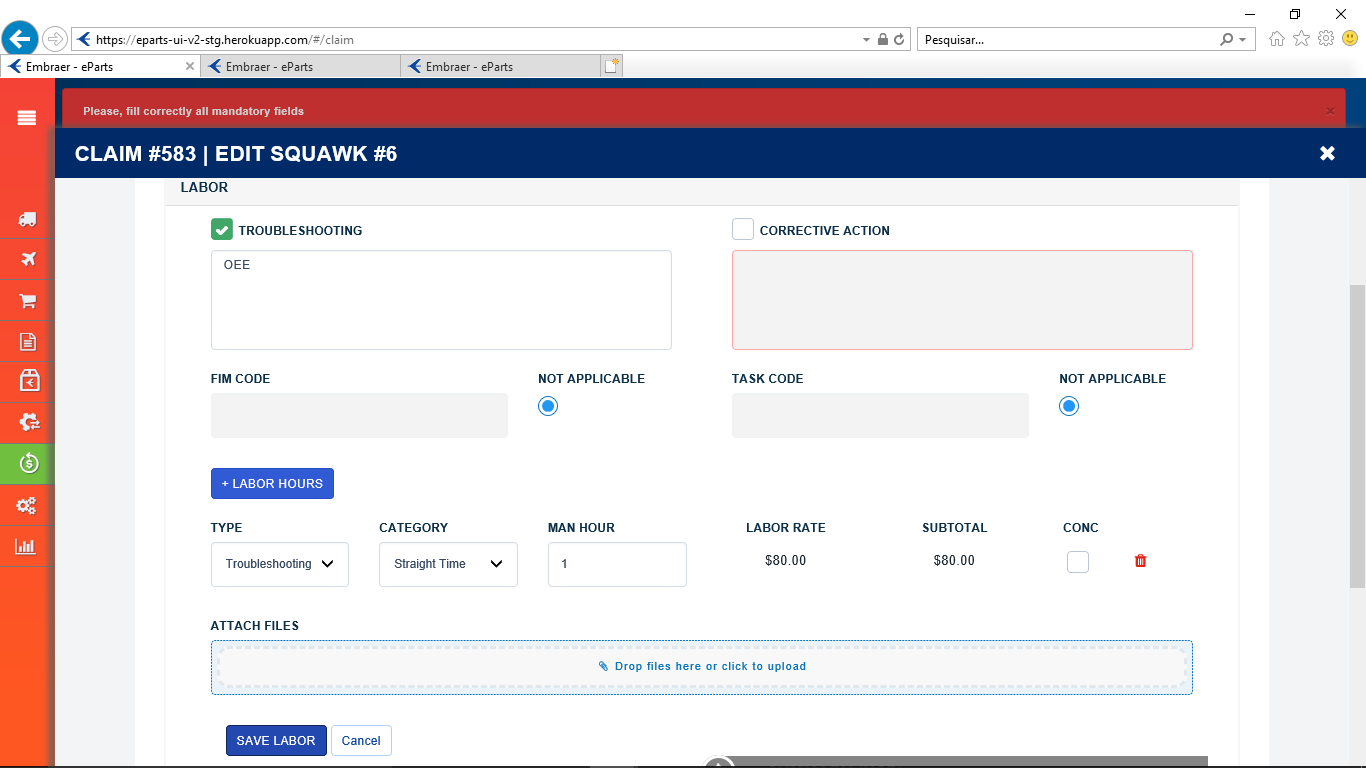 https://eparts-ui-v2-stg.herokuapp.com/#/claim
Pesquisar...
Embraer - eParts
Embraer - eParts
Embraer - eParts
Please, fill correctly all mandatory fields
CLAIM #583 | EDIT SQUAWK #6
LABOR
TROUBLESHOOTING
CORRECTIVE ACTION
OEE
FIM CODE
NOT APPLICABLE
TASK CODE
NOT APPLICABLE
+ LABOR HOURS
TYPE
CATEGORY
MAN HOUR
LABOR RATE
SUBTOTAL
CONC
Troubleshooting
Straight Time
1
$80.00
$80.00
ATTACH FILES
Drop files here or click to upload
SAVE LABOR
Cancel